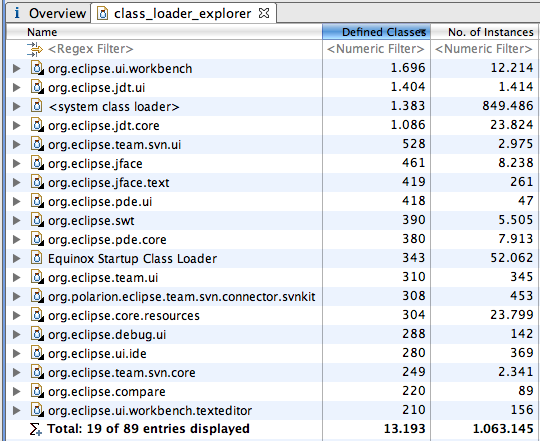 i Overview class_loader_explorer
Name Defined Classes No. of Instances
<Regex Filter> <Numeric Filter> <Numeric Filter>
org.eclipse.ui.workbench 1.696 12.214
org.eclipse.jdt.ui 1.404 1.414
<system class loader> 1.383 849.486
org.eclipse.jdt.core 1.086 23.824
org.eclipse.team.svn.ui 528 2.975
org.eclipse.jface 461 8.238
org.eclipse.jface.text 419 261
org.eclipse.pde.ui 418 47
org.eclipse.swt 390 5.505
org.eclipse.pde.core 380 7.913
Equinox Startup Class Loader 343 52.062
org.eclipse.team.ui 310 345
org.polarion.eclipse.team.svn.connector.svnkit 308 453
org.eclipse.core.resources 304 23.799
org.eclipse.debug.ui 288 142
org.eclipse.ui.ide 280 369
org.eclipse.team.svn.core 249 2.341
org.eclipse.compare 220 89
org.eclipse.ui.workbench.texteditor 210 156
Total: 19 of 89 entries displayed 13.193 1.063.145